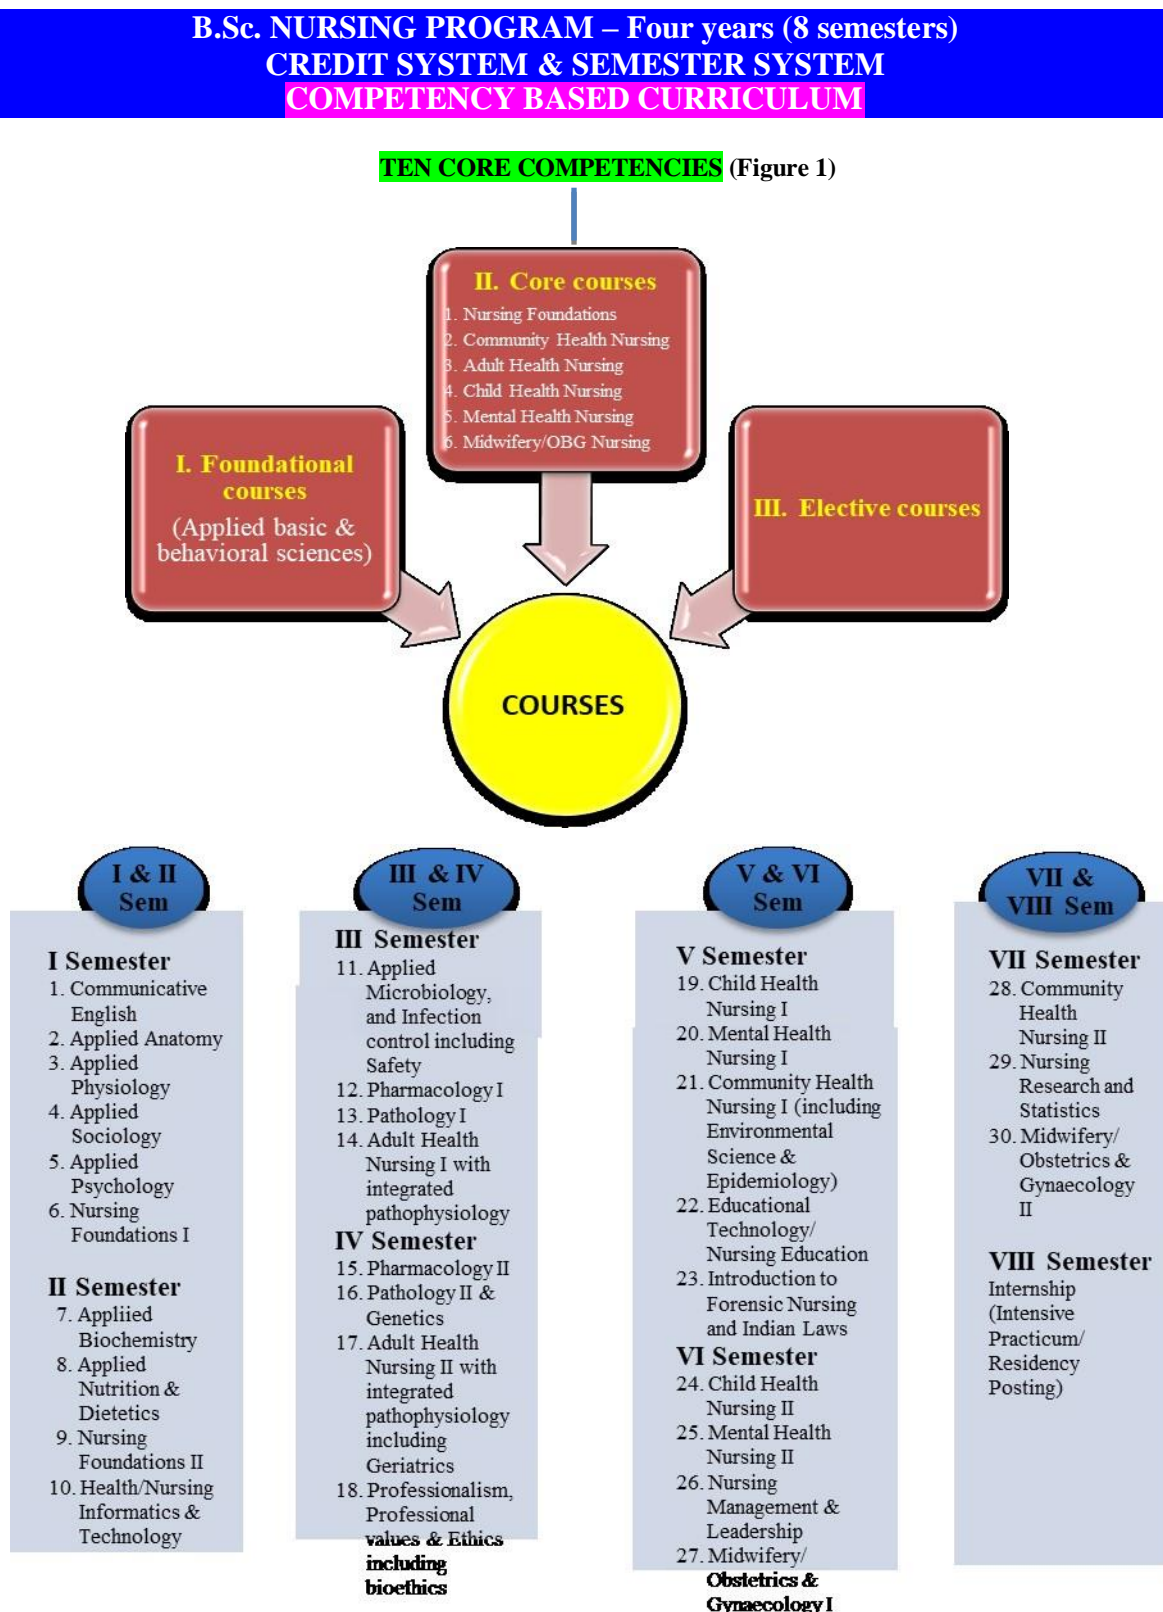 B.Sc. NURSING PROGRAM – Four years (8 semesters)
CREDIT SYSTEM & SEMESTER SYSTEM
COMPETENCY BASED CURRICULUM
TEN CORE COMPETENCIES (Figure 1)
II. Core courses
1. Nursing Foundations
2. Community Health Nursing
3. Adult Health Nursing
4. Child Health Nursing
5. Mental Health Nursing
6. Midwifery/OBG Nursing
I. Foundational
courses
(Applied basic &
behavioral sciences)
III. Elective courses
COURSES
I & II
Sem
I Semester
1. Communicative
English
2. Applied Anatomy
3. Applied
Physiology
4. Applied
Sociology
5. Applied
Psychology
6. Nursing
Foundations I
II Semester
7. Appliied
Biochemistry
8. Applied
Nutrition &
Dietetics
9. Nursing
Foundations II
10. Health/Nursing
Informatics &
Technology
III & IV
Sem
III Semester
11. Applied
Microbiology,
and Infection
control including
Safety
12. Pharmacology I
13. Pathology I
14. Adult Health
Nursing I with
integrated
pathophysiology
IV Semester
15. Pharmacology II
16. Pathology II &
Genetics
17. Adult Health
Nursing II with
integrated
pathophysiology
including
Geriatrics
18. Professionalism,
Professional
values & Ethics
including
bioethics
V & VI
Sem
V Semester
19. Child Health
Nursing I
20. Mental Health
Nursing I
21. Community Health
Nursing I (including
Environmental
Science &
Epidemiology)
22. Educational
Technology/
Nursing Education
23. Introduction to
Forensic Nursing
and Indian Laws
VI Semester
24. Child Health
Nursing II
25. Mental Health
Nursing II
26. Nursing
Management &
Leadership
27. Midwifery/
Obstetrics &
Gynaecology I
VII &
VIII Sem
VII Semester
28. Community
Health
Nursing II
29. Nursing
Research and
Statistics
30. Midwifery/
Obstetrics &
Gynaecology
II
VIII Semester
Internship
(Intensive
Practicum/
Residency
Posting)